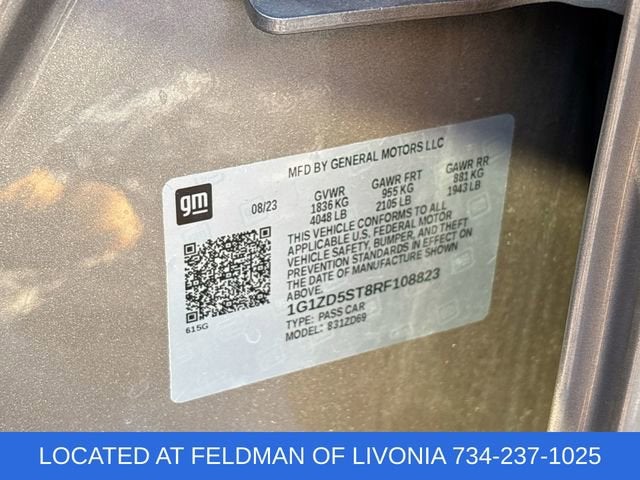 MFD BY GENERAL MOTORS LLC
gm
08/23
GVWR
1836 KG
4048 LB
GAWR FRT
955 KG
2105 LB
GAWR RR
881 KG
1943 LB
THIS VEHICLE CONFORMS TO ALL
APPLICABLE U.S. FEDERAL MOTOR
VEHICLE SAFETY, BUMPER, AND THEFT
PREVENTION STANDARDS IN EFFECT ON
THE DATE OF MANUFACTURE SHOWN
ABOVE.
1G1ZD5ST8RF108823
TYPE: PASS CAR
MODEL: 831ZD69
615G
LOCATED AT FELDMAN OF LIVONIA 734-237-1025